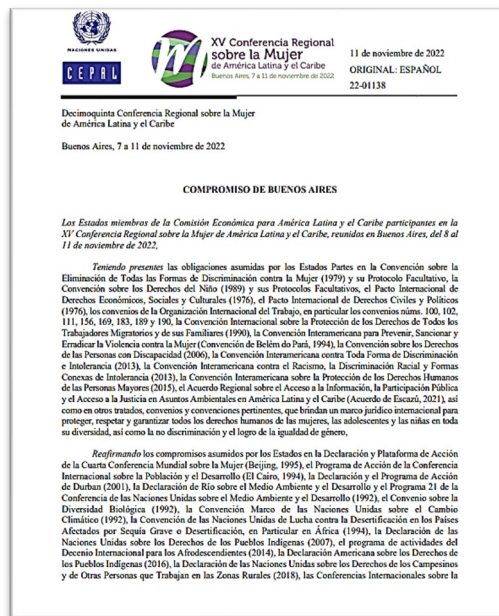 NACIONES UNIDAS
CEPAL
XV Conferencia Regional
sobre la Mujer
de América Latina y el Caribe
Buenos Aires, 7 a 11 de noviembre de 2022
11 de noviembre de 2022
ORIGINAL: ESPAÑOL
22-01138
Decimoquinta Conferencia Regional sobre la Mujer
de América Latina y el Caribe
Buenos Aires, 7 a 11 de noviembre de 2022
COMPROMISO DE BUENOS AIRES
Los Estados miembros de la Comisión Económica para América Latina y el Caribe participantes en la
XV Conferencia Regional sobre la Mujer de América Latina y el Caribe, reunidos en Buenos Aires, del 8 al
11 de noviembre de 2022,
Teniendo presentes las obligaciones asumidas por los Estados Partes en la Convención sobre la
Eliminación de Todas las Formas de Discriminación contra la Mujer (1979) y su Protocolo Facultativo, la
Convención sobre los Derechos del Niño (1989) y sus Protocolos Facultativos, el Pacto Internacional de
Derechos Económicos, Sociales y Culturales (1976), el Pacto Internacional de Derechos Civiles y Políticos
(1976), los convenios de la Organización Internacional del Trabajo, en particular los convenios núms. 100, 102,
111, 156, 169, 183, 189 y 190, la Convención Internacional sobre la Protección de los Derechos de Todos los
Trabajadores Migratorios y de sus Familiares (1990), la Convención Interamericana para Prevenir, Sancionar y
Erradicar la Violencia contra la Mujer (Convención de Belém do Pará, 1994), la Convención sobre los Derechos
de las Personas con Discapacidad (2006), la Convención Interamericana contra Toda Forma de Discriminación
e Intolerancia (2013), la Convención Interamericana contra el Racismo, la Discriminación Racial y Formas
Conexas de Intolerancia (2013), la Convención Interamericana sobre la Protección de los Derechos Humanos
de las Personas Mayores (2015), el Acuerdo Regional sobre el Acceso a la Información, la Participación Pública
y el Acceso a la Justicia en Asuntos Ambientales en América Latina y el Caribe (Acuerdo de Escazú, 2021), así
como en otros tratados, convenios y convenciones pertinentes, que brindan un marco jurídico internacional para
proteger, respetar y garantizar todos los derechos humanos de las mujeres, las adolescentes y las niñas en toda
su diversidad, así como la no discriminación y el logro de la igualdad de género,
Reafirmando los compromisos asumidos por los Estados en la Declaración y Plataforma de Acción
de la Cuarta Conferencia Mundial sobre la Mujer (Beijing, 1995), el Programa de Acción de la Conferencia
Internacional sobre la Población y el Desarrollo (El Cairo, 1994), la Declaración y el Programa de Acción de
Durban (2001), la Declaración de Río sobre el Medio Ambiente y el Desarrollo y el Programa 21 de la
Conferencia de las Naciones Unidas sobre el Medio Ambiente y el Desarrollo (1992), el Convenio sobre la
Diversidad Biológica (1992), la Convención Marco de las Naciones Unidas sobre el Cambio
Climático (1992), la Convención de las Naciones Unidas de Lucha contra la Desertificación en los Países
Afectados por Sequía Grave o Desertificación, en Particular en África (1994), la Declaración de las
Naciones Unidas sobre los Derechos de los Pueblos Indígenas (2007), el programa de actividades del
Decenio Internacional para los Afrodescendientes (2014), la Declaración Americana sobre los Derechos de
los Pueblos Indígenas (2016), la Declaración de las Naciones Unidas sobre los Derechos de los Campesinos
y de Otras Personas que Trabajan en las Zonas Rurales (2018), las Conferencias Internacionales sobre la